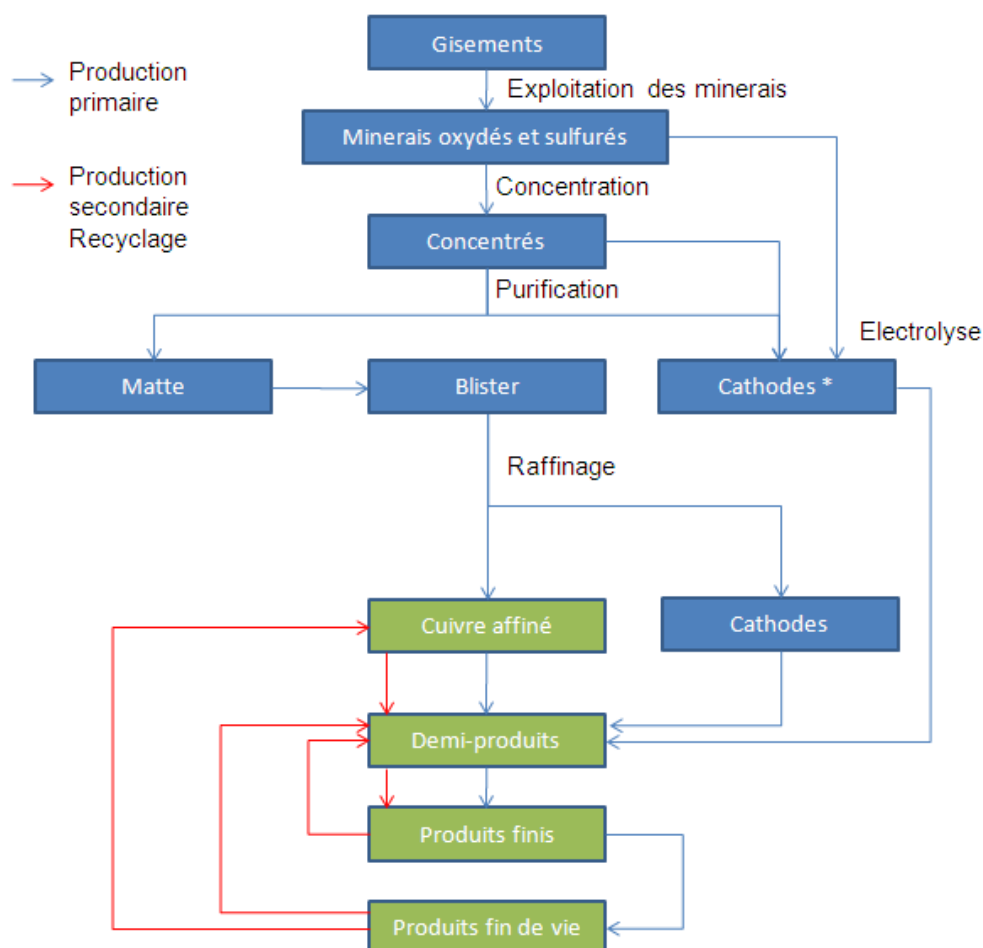 Gisements
Production
primaire
Exploitation des minerais
Minerais oxydés et sulfurés
Production
secondaire
Recyclage
Concentration
Concentrés
Purification
Electrolyse
Matte
Blister
Cathodes *
Raffinage
Cuivre affiné
Cathodes
Demi-produits
Produits finis
Produits fin de vie